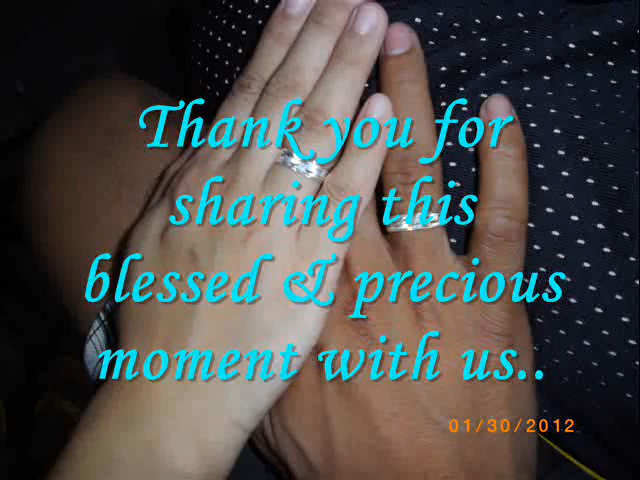 Thank you for
sharing this
blessed & precious
moment with us..
01/30/2012